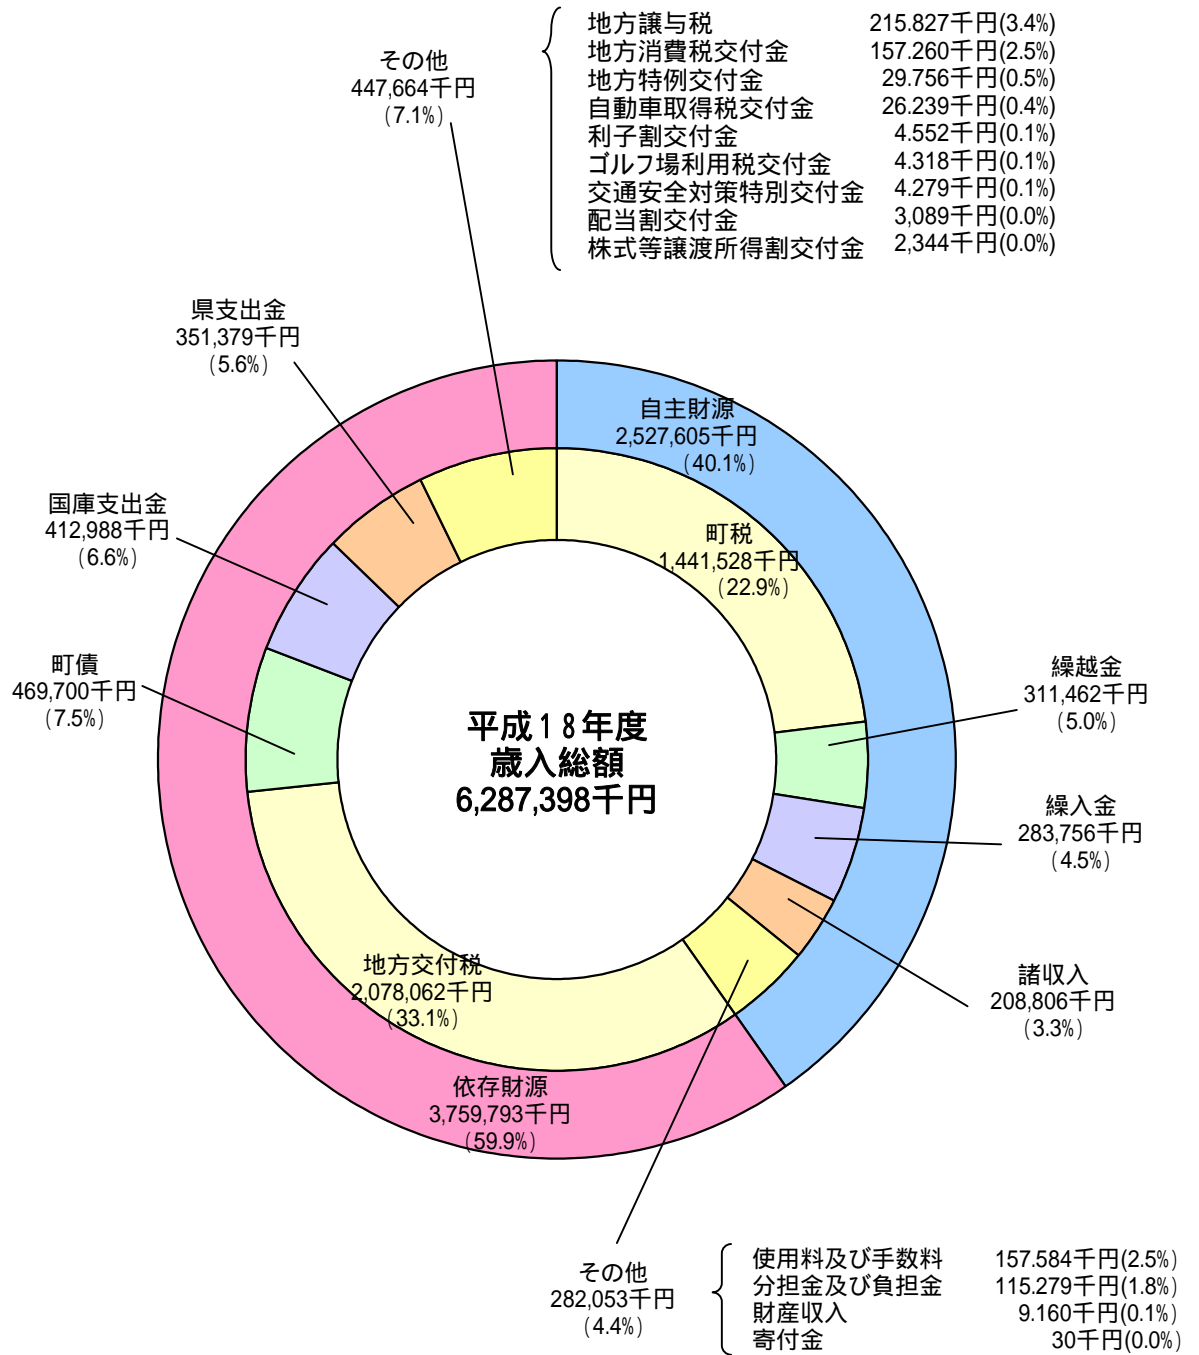 地方譲与税 215.827千円(3.4%)
地方消費税交付金 157.260千円(2.5%)
地方特例交付金 29.756千円(0.5%)
自動車取得税交付金 26.239千円(0.4%)
利子割交付金 4.552千円(0.1%)
ゴルフ場利用税交付金 4.318千円(0.1%)
交通安全対策特別交付金 4.279千円(0.1%)
配当割交付金 3,089千円(0.0%)
株式等譲渡所得割交付金 2,344千円(0.0%)
その他
447,664千円
(7.1%)
県支出金
351,379千円
(5.6%)
国庫支出金
412,988千円
(6.6%)
町債
469,700千円
(7.5%)
自主財源
2,527,605千円
(40.1%)
町税
1,441,528千円
(22.9%)
繰越金
311,462千円
(5.0%)
繰入金
283,756千円
(4.5%)
諸収入
208,806千円
(3.3%)
平成18年度
歳入総額
6,287,398千円
地方交付税
2,078,062千円
(33.1%)
依存財源
3,759,793千円
(59.9%)
その他
282,053千円
(4.4%)
使用料及び手数料 157.584千円(2.5%)
分担金及び負担金 115.279千円(1.8%)
財産収入 9.160千円(0.1%)
寄付金 30千円(0.0%)